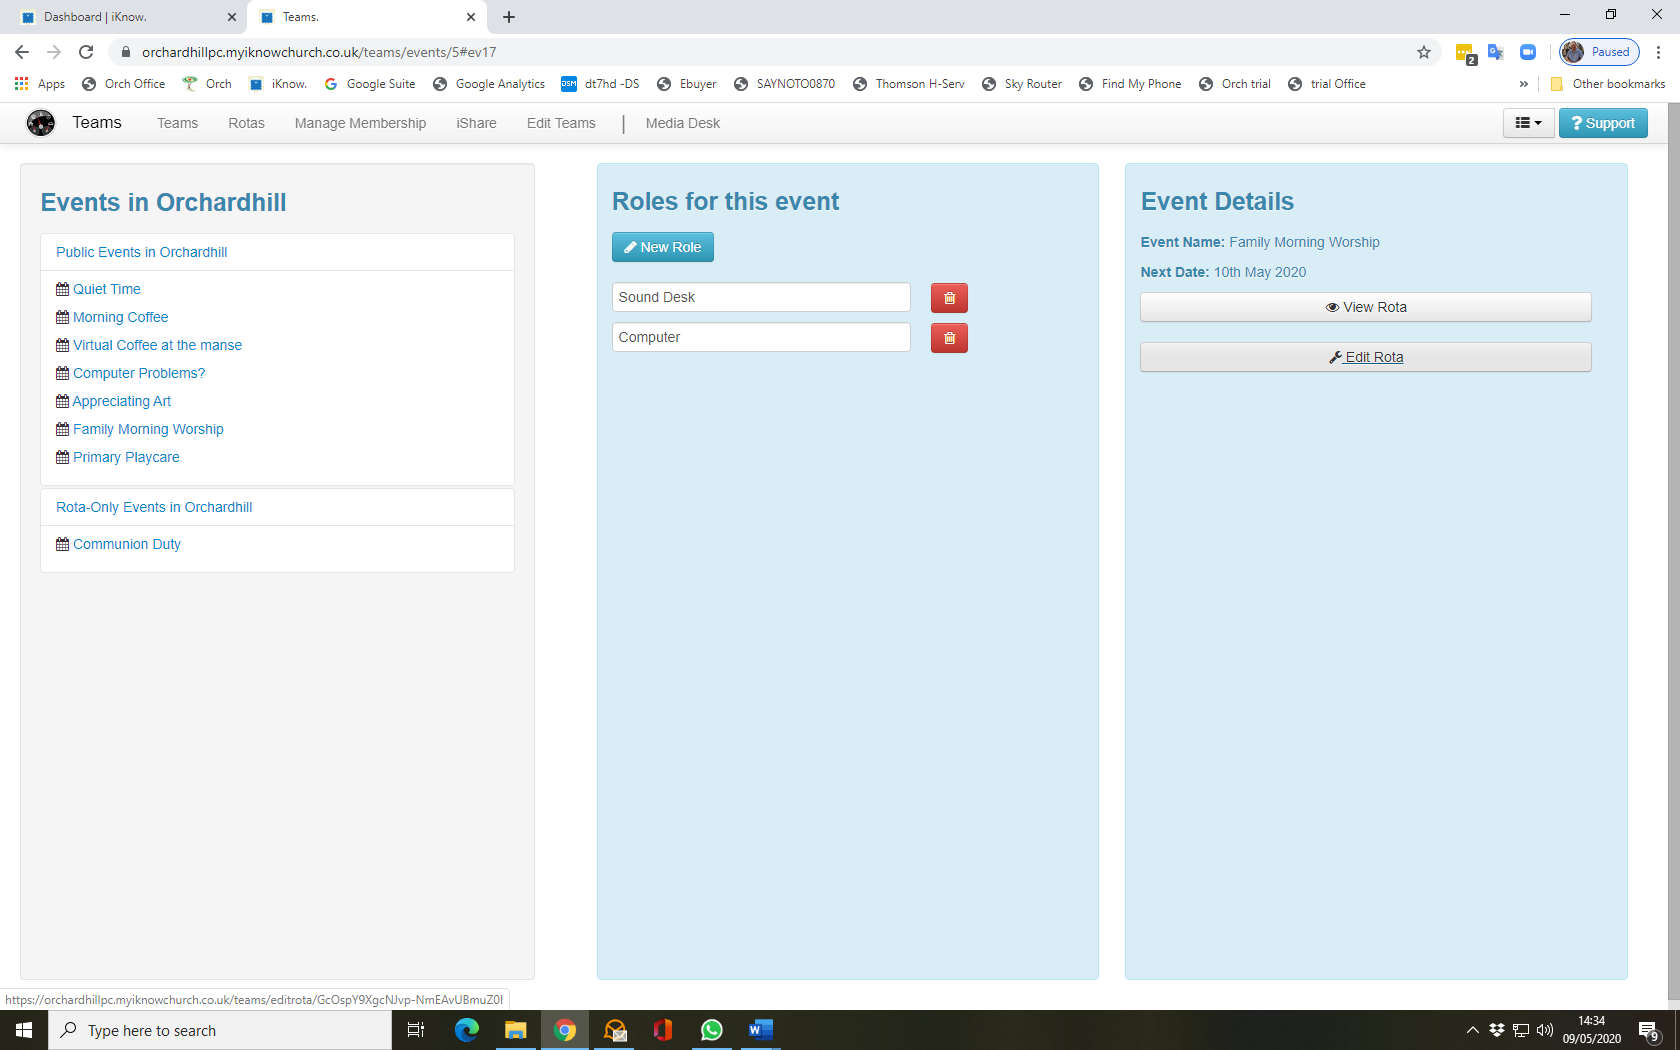 Dashboard | iKnow.
Teams.
orchardhillpc.myiknowchurch.co.uk/teams/events/5#ev17
2
Paused
Apps
Orch Office
Orch
iKnow.
Google Suite
Google Analytics
DSM
dt7hd -DS
Ebuyer
SAYNOTO0870
Thomson H-Serv
Sky Router
Find My Phone
Orch trial
trial Office
»
Other bookmarks
Teams
Teams
Rotas
Manage Membership
iShare
Edit Teams
|
Media Desk
? Support
Events in Orchardhill
Public Events in Orchardhill
Quiet Time
Morning Coffee
Virtual Coffee at the manse
Computer Problems?
Appreciating Art
Family Morning Worship
Primary Playcare
Rota-Only Events in Orchardhill
Communion Duty
Roles for this event
New Role
Sound Desk
Computer
Event Details
Event Name: Family Morning Worship
Next Date: 10th May 2020
View Rota
Edit Rota
https://orchardhillpc.myiknowchurch.co.uk/teams/editrota/GcOspY9XgcNJvp-NmEAvUBmuZ0I
Type here to search
14:34
09/05/2020
9